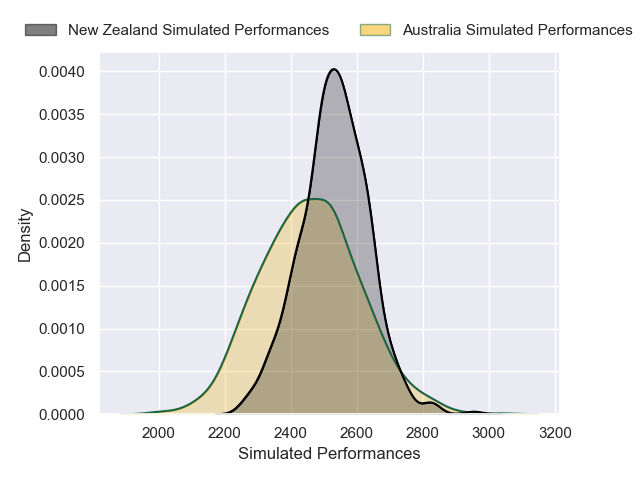 New Zealand Simulated Performances
Australia Simulated Performances
0.0040
0.0035
0.0030
0.0025
0.0020
0.0015
0.0010
0.0005
0.0000
Density
2000 2200 2400 2600 2800 3000 3200
Simulated Performances